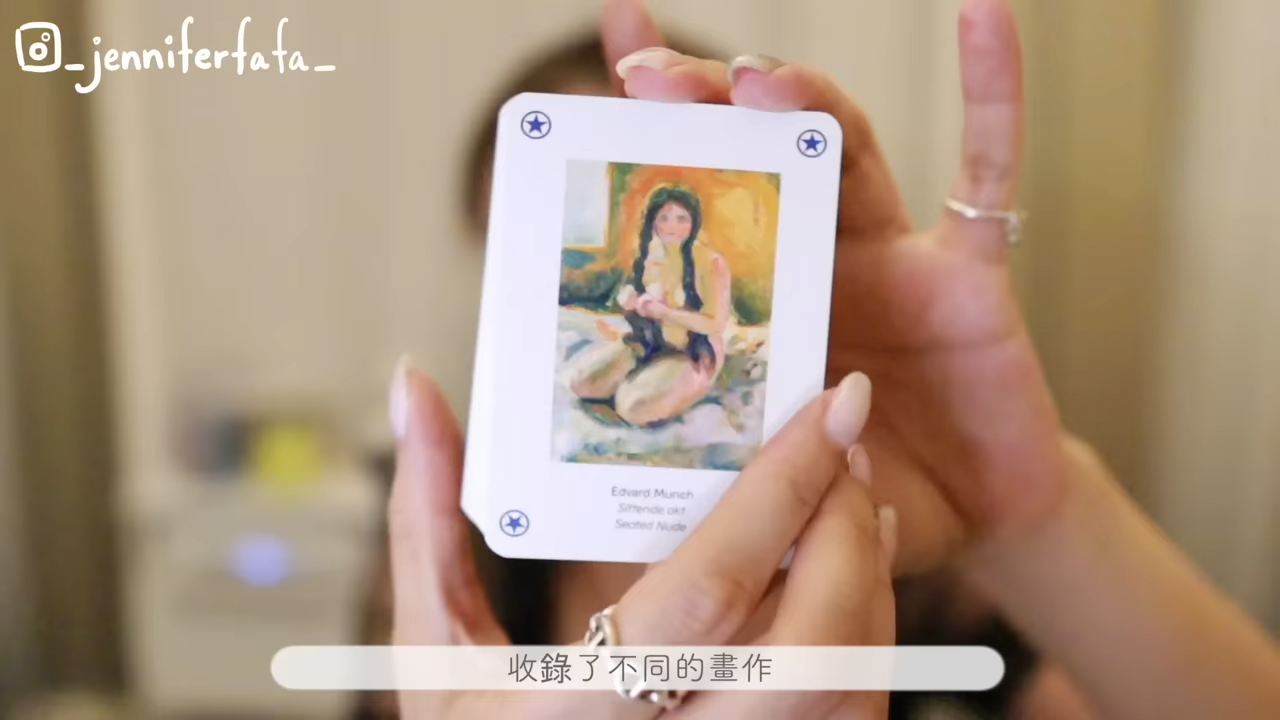 _jenniferfafa_
Edvard Munch
Sittende akt
Seated Nude
收錄了不同的畫作